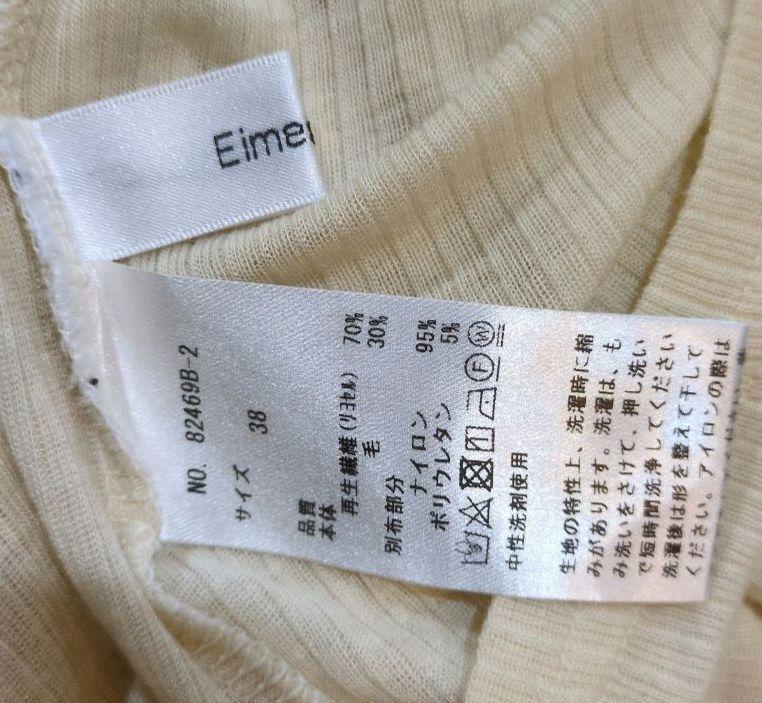 Eime
NO. 82469B-2
サイズ 38
品質
本体
再生繊維(リヨセル) 70%
毛 30%
別布部分
ナイロン 95%
ポリウレタン 5%
中性洗剤使用
生地の特性上、洗濯時に縮
みがあります。洗濯は、も
み洗いをさけて、押し洗い
で短時間洗浄してください
洗濯後は形を整えて干して
ください。アイロンの際は